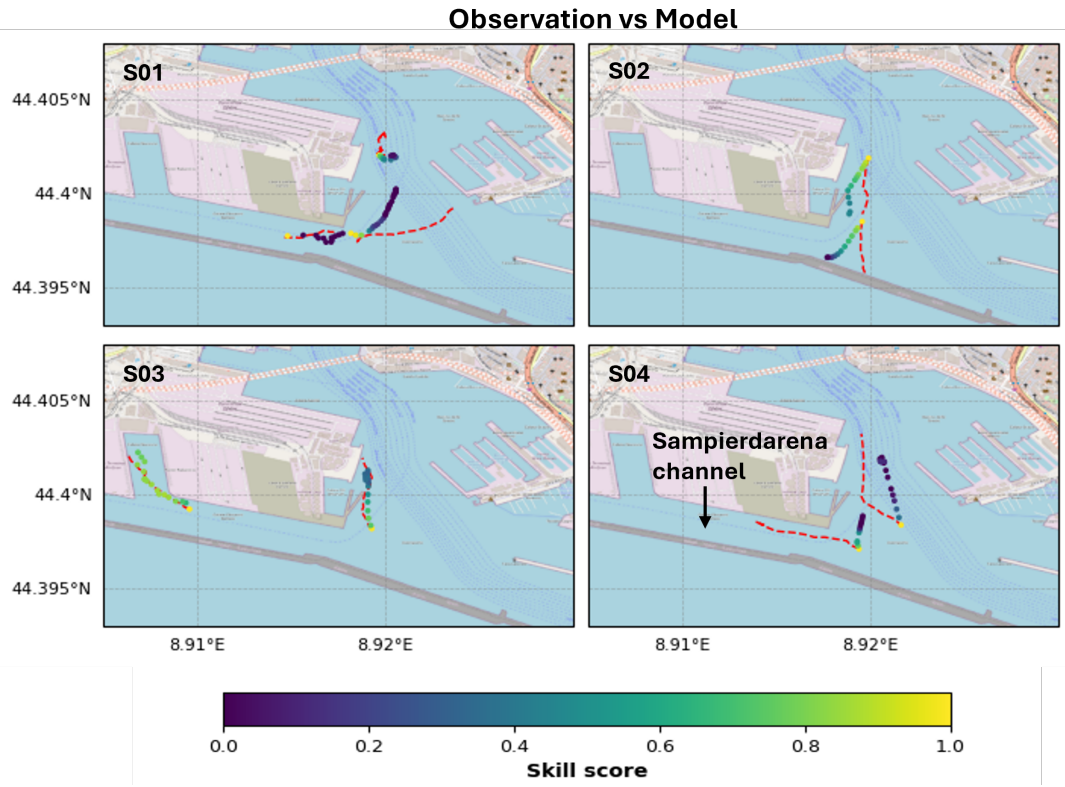 Observation vs Model
S01
S02
44.405°N
44.4°N
44.395°N
S03
S04
44.405°N
Sampierdarena
channel
44.4°N
44.395°N
8.91°E
8.92°E
8.91°E
8.92°E
0.0
0.2
0.4
0.6
0.8
1.0
Skill score